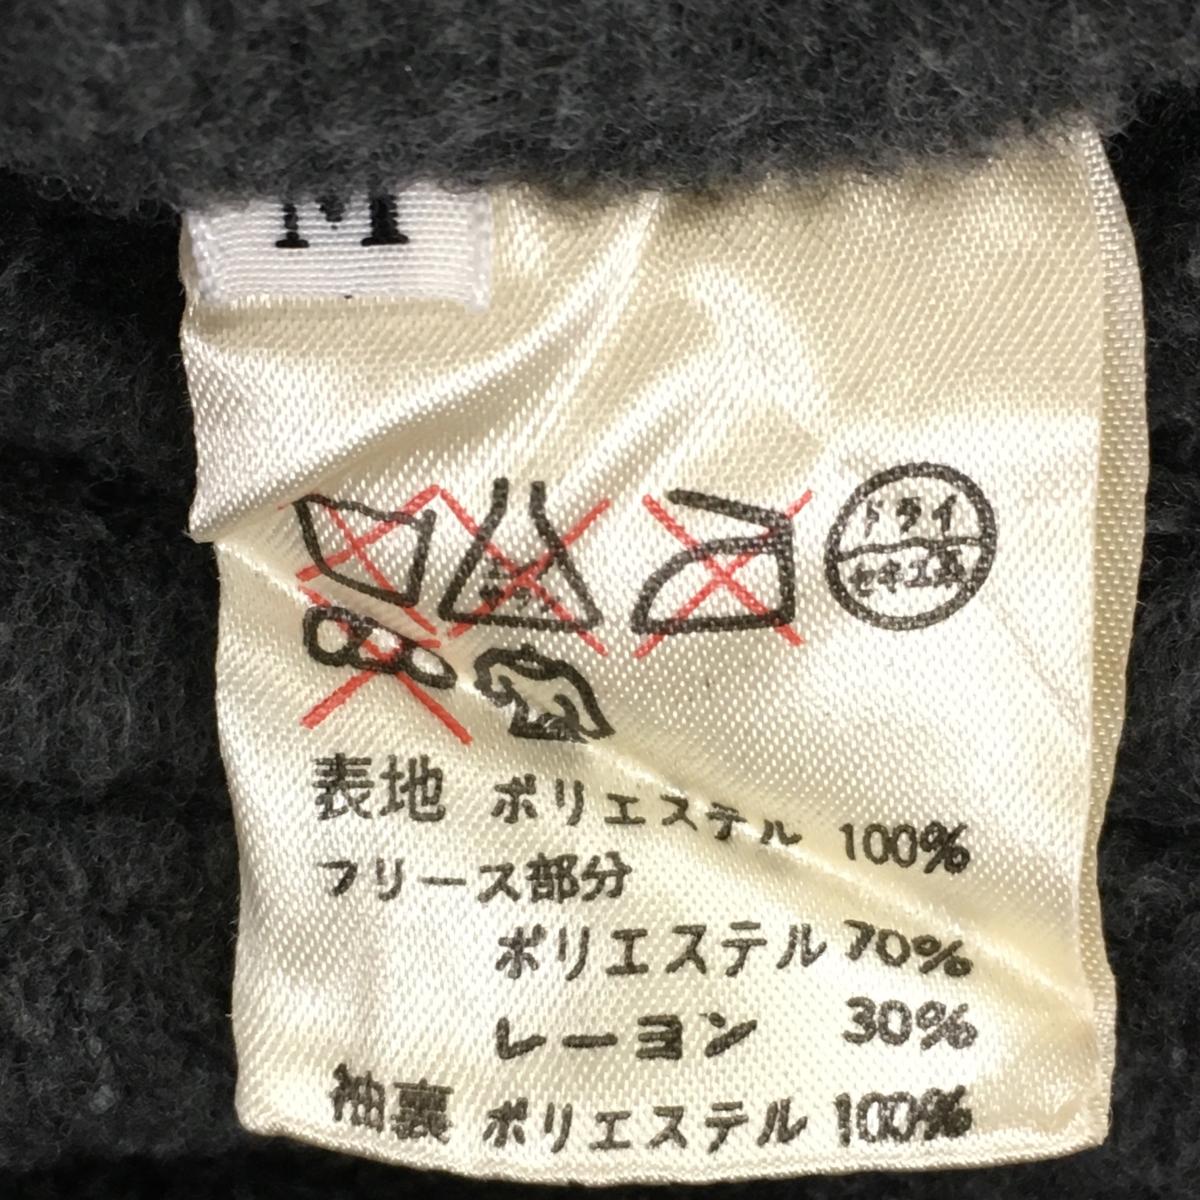 M
ドライ
セキユ系
表地 ポリエステル 100%
フリース部分
ポリエステル 70%
レーヨン 30%
袖裏 ポリエステル 100%